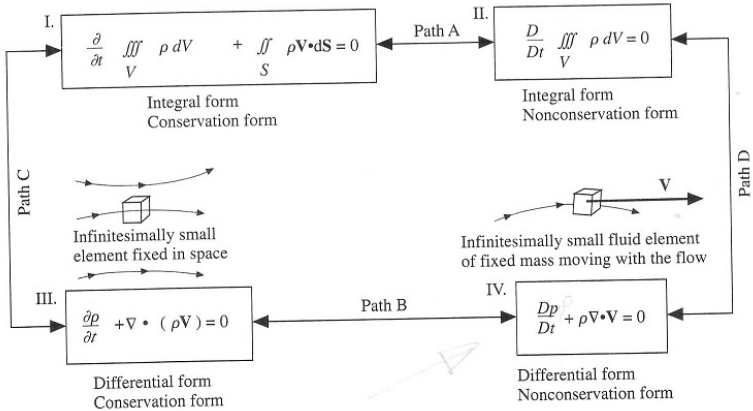 I.
∂/∂t ∭_V ρ dV + ∬_S ρV•dS = 0
Integral form
Conservation form
Path A
II.
D/Dt ∭_V ρ dV = 0
Integral form
Nonconservation form
Path C
Path D
Infinitesimally small
element fixed in space
V
Infinitesimally small fluid element
of fixed mass moving with the flow
III.
∂ρ/∂t +∇ • ( ρV ) = 0
Differential form
Conservation form
Path B
IV.
Dp/Dt + ρ∇•V = 0
Differential form
Nonconservation form